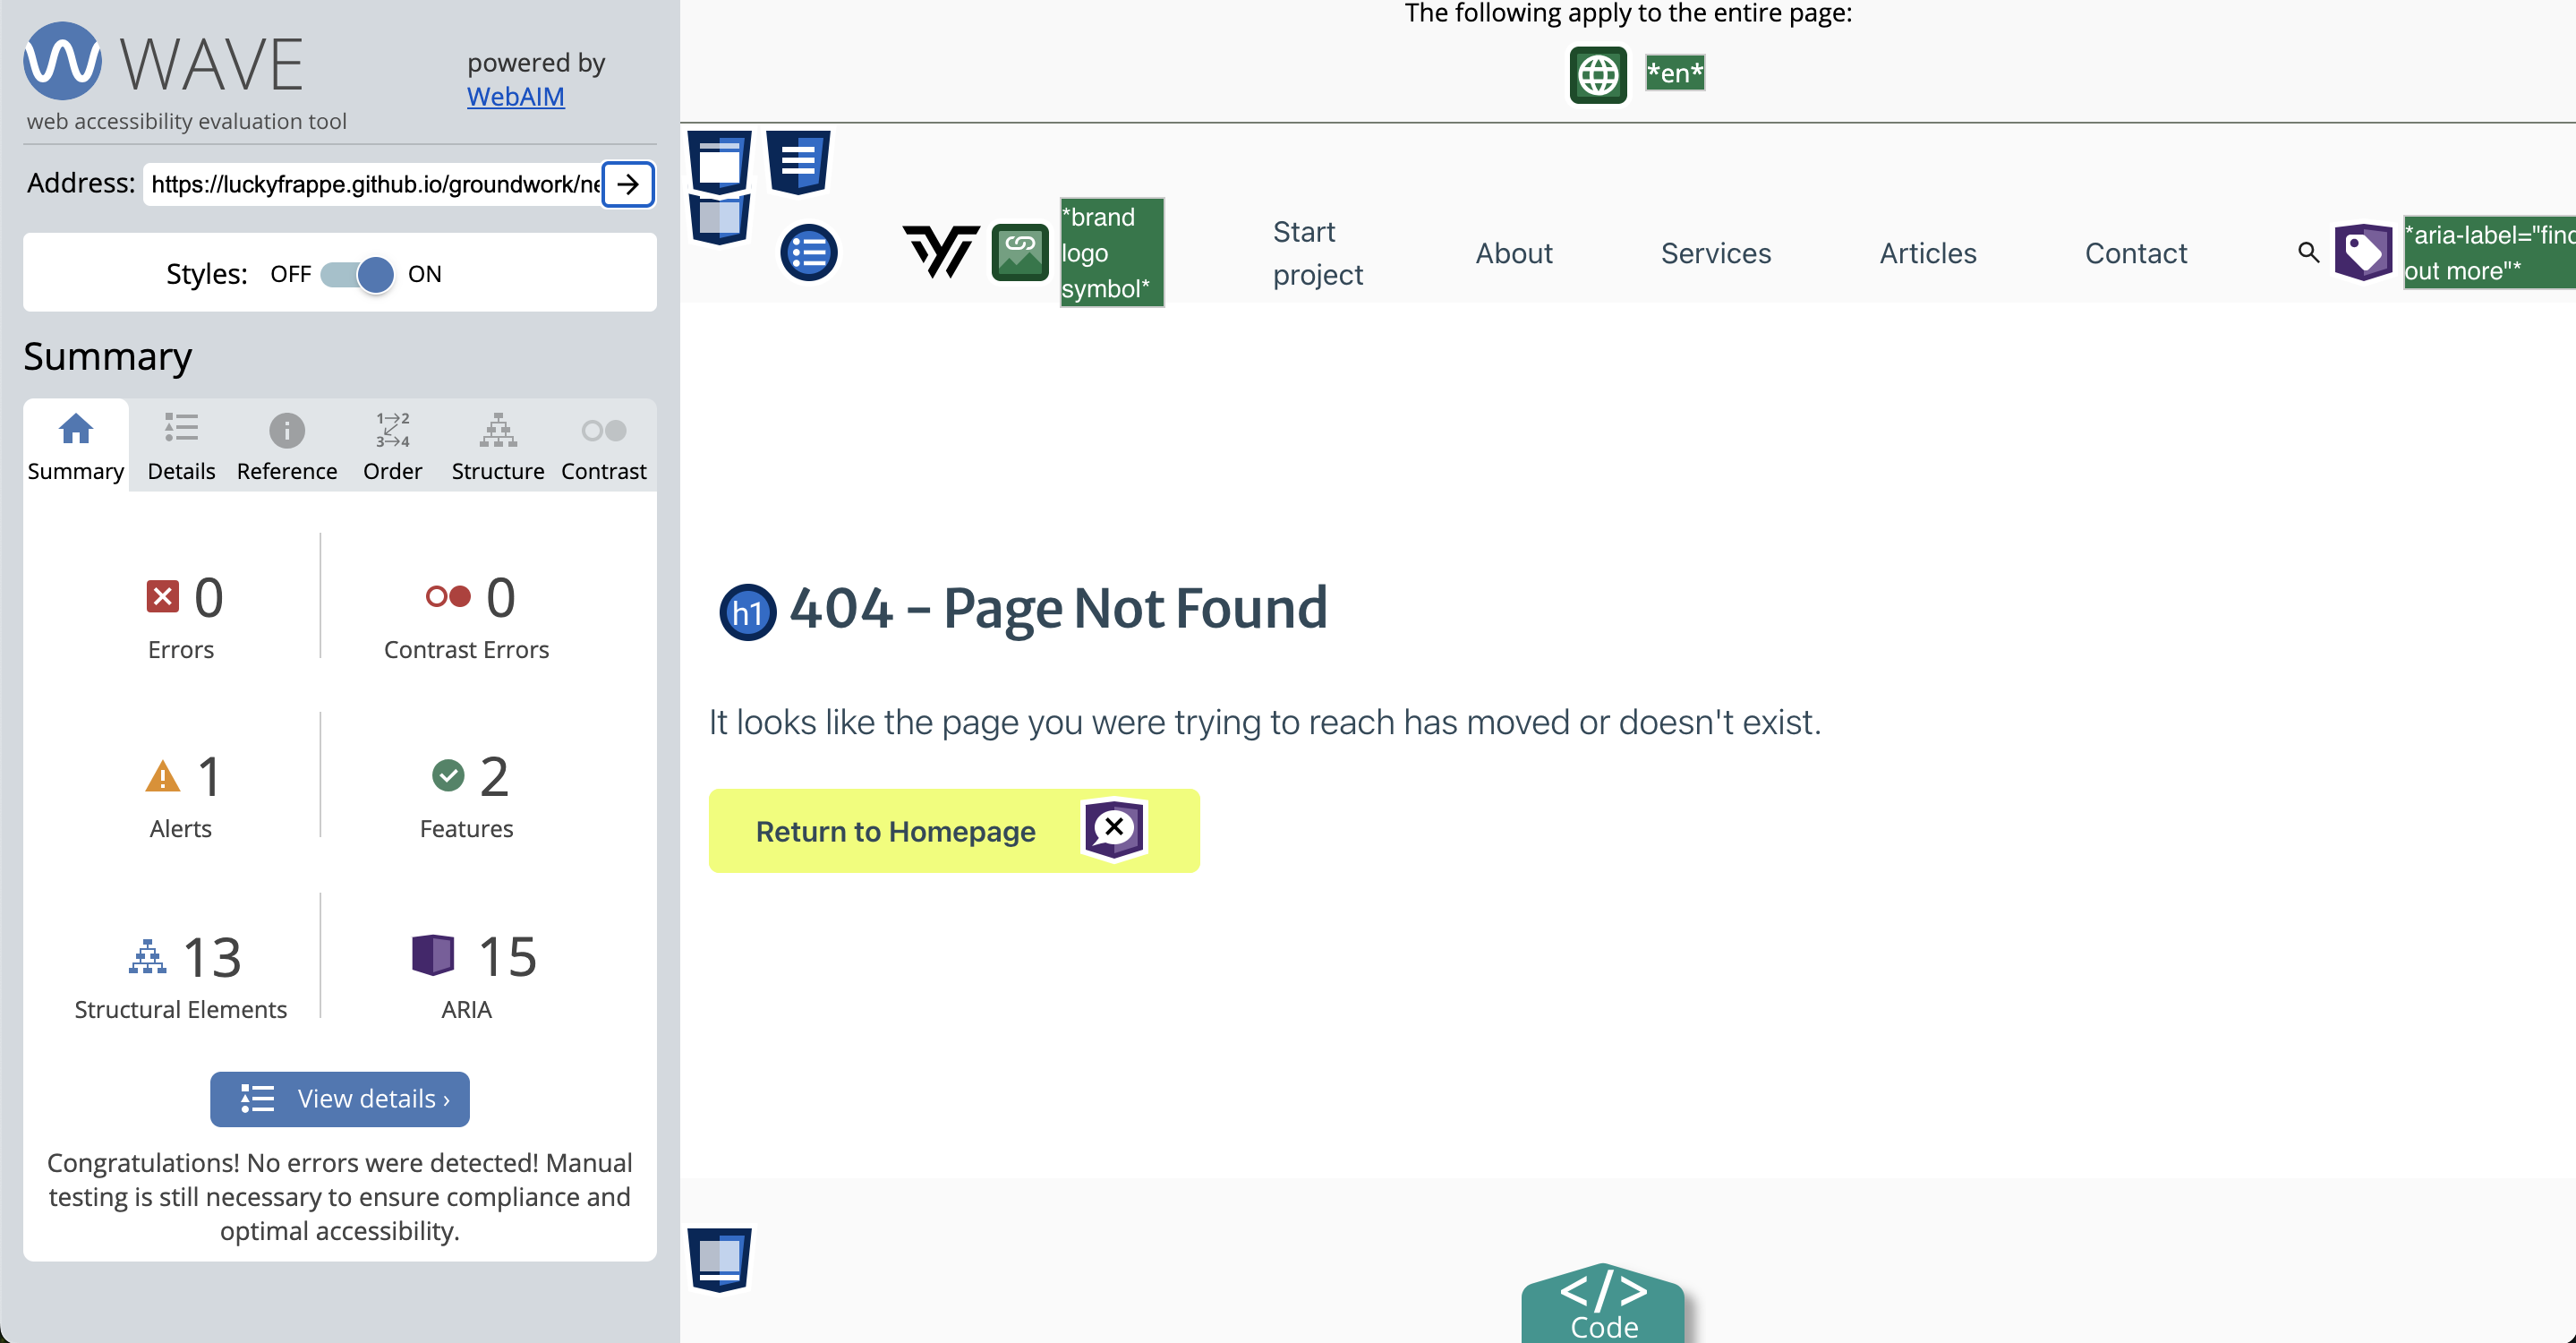 WAVE
powered by
WebAIM
web accessibility evaluation tool
Address: https://luckyfrappe.github.io/groundwork/ne
Styles: OFF ON
Summary
Summary Details Reference Order Structure Contrast
1→2
3→4
0
Errors
0
Contrast Errors
1
Alerts
2
Features
13
Structural Elements
15
ARIA
View details ›
Congratulations! No errors were detected! Manual
testing is still necessary to ensure compliance and
optimal accessibility.
The following apply to the entire page:
*en*
*brand
logo
symbol*
Start
project
About
Services
Articles
Contact
*aria-label="find
out more"*
h1 404 - Page Not Found
It looks like the page you were trying to reach has moved or doesn't exist.
Return to Homepage
</>
Code